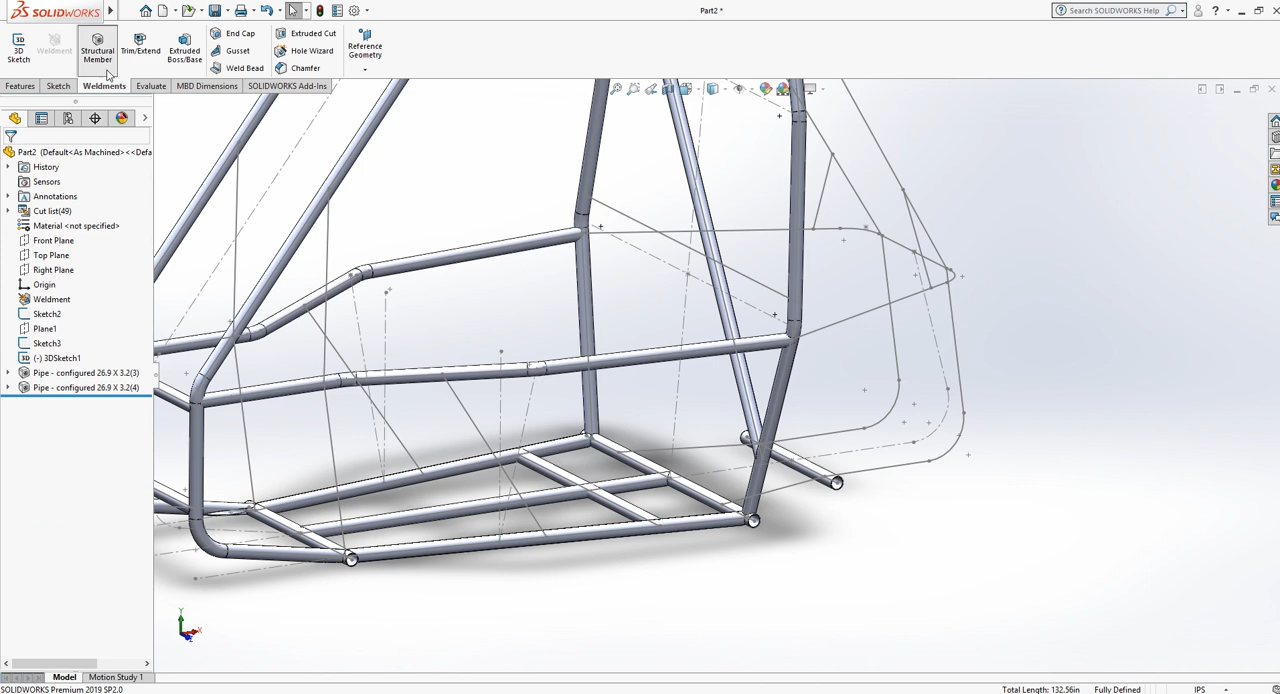 SOLIDWORKS
Part2 *
Search SOLIDWORKS Help
3D Sketch
Weldment
Structural Member
Trim/Extend
Extruded Boss/Base
End Cap
Gusset
Weld Bead
Extruded Cut
Hole Wizard
Chamfer
Reference Geometry
Features
Sketch
Weldments
Evaluate
MBD Dimensions
SOLIDWORKS Add-Ins
Part2 (Default<As Machined><<Defa
History
Sensors
Annotations
Cut list(49)
Material <not specified>
Front Plane
Top Plane
Right Plane
Origin
Weldment
Sketch2
Plane1
Sketch3
3D (-) 3DSketch1
Pipe - configured 26.9 X 3.2(3)
Pipe - configured 26.9 X 3.2(4)
Y
X
Z
Model
Motion Study 1
SOLIDWORKS Premium 2019 SP2.0
Total Length: 132.56in
Fully Defined
IPS